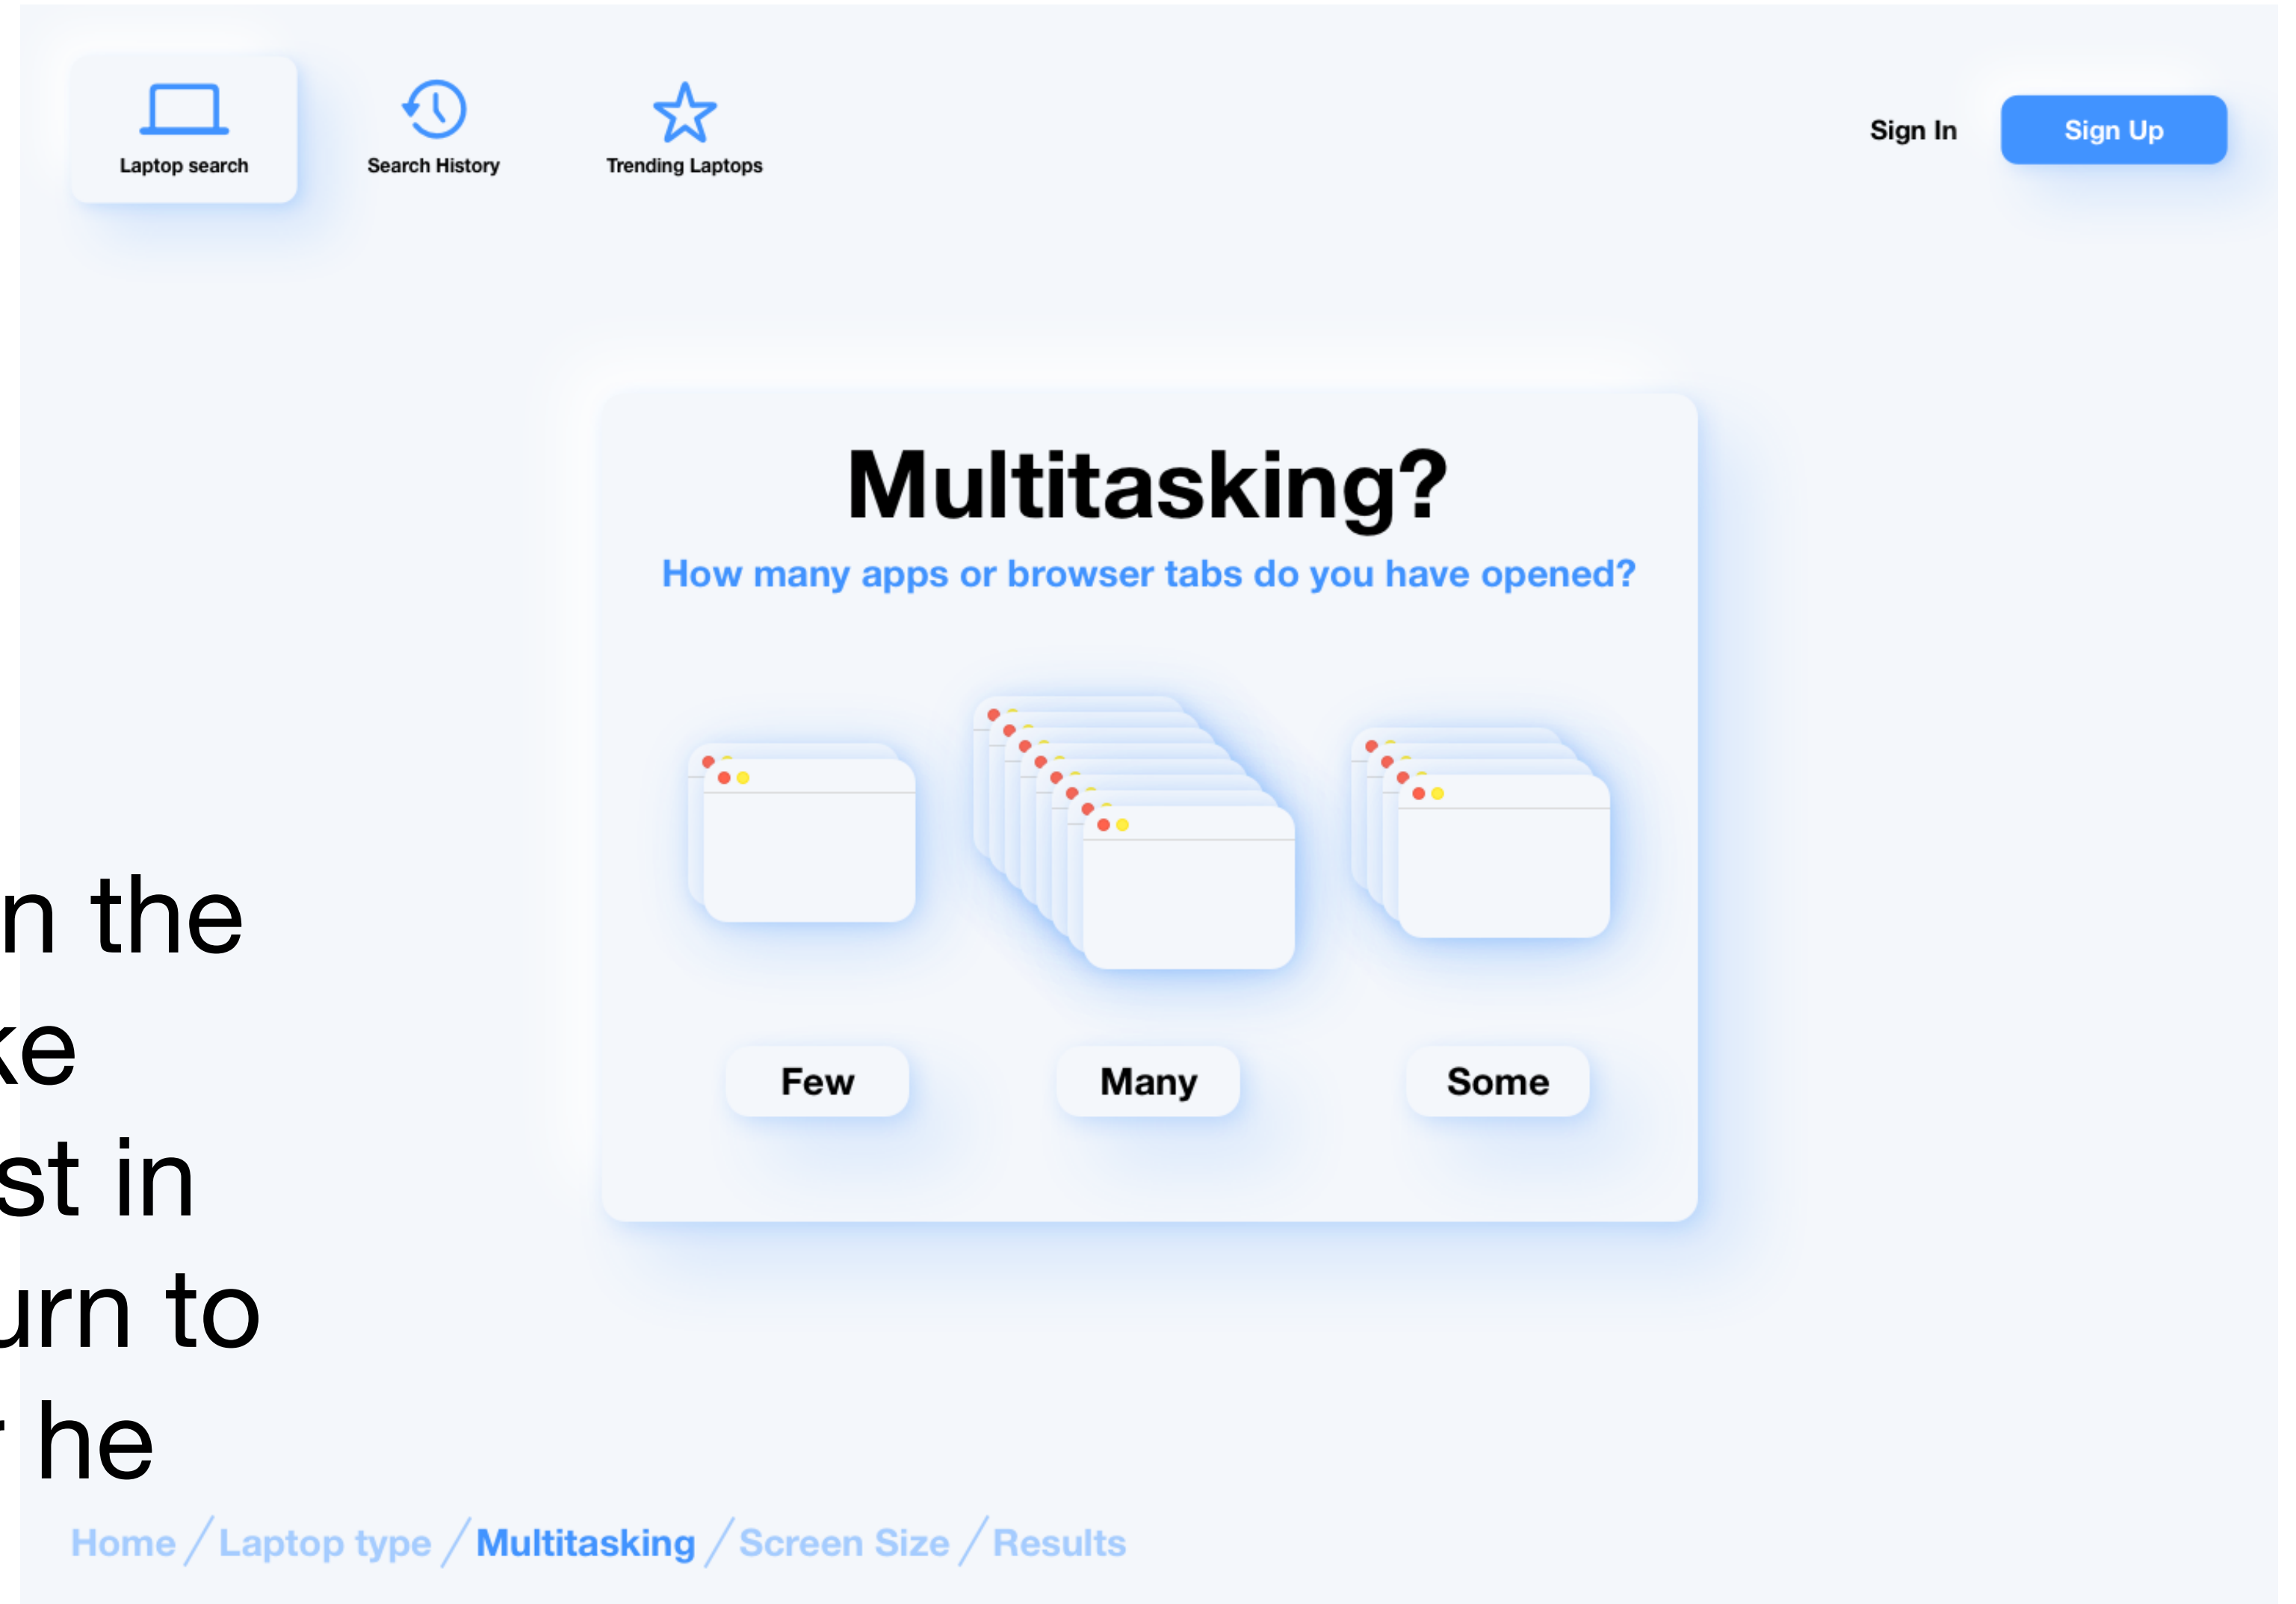 Laptop search
Search History
Trending Laptops
Sign In
Sign Up
Multitasking?
How many apps or browser tabs do you have opened?
Few
Many
Some
n the
ke
st in
urn to
he
Home / Laptop type / Multitasking / Screen Size / Results